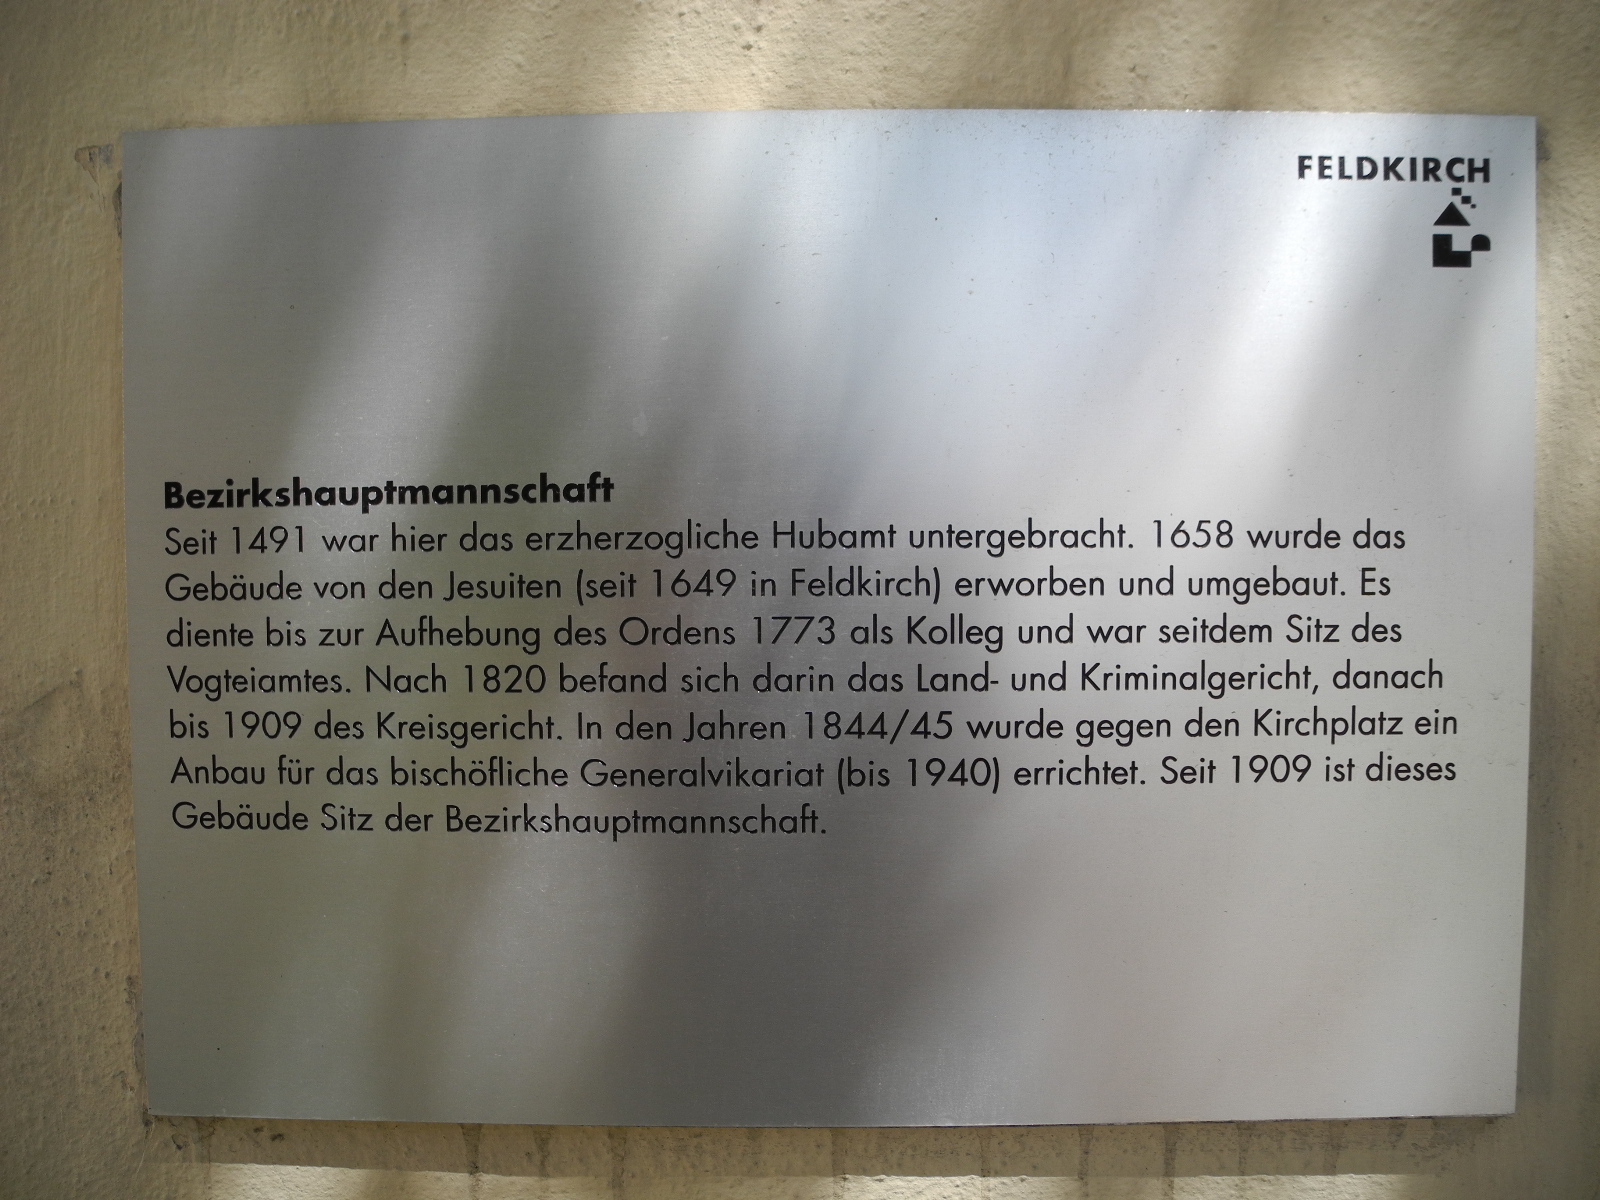 FELDKIRCH
Bezirkshauptmannschaft
Seit 1491 war hier das erzherzogliche Hubamt untergebracht. 1658 wurde das
Gebäude von den Jesuiten (seit 1649 in Feldkirch) erworben und umgebaut. Es
diente bis zur Aufhebung des Ordens 1773 als Kolleg und war seitdem Sitz des
Vogteiamtes. Nach 1820 befand sich darin das Land- und Kriminalgericht, danach
bis 1909 des Kreisgericht. In den Jahren 1844/45 wurde gegen den Kirchplatz ein
Anbau für das bischöfliche Generalvikariat (bis 1940) errichtet. Seit 1909 ist dieses
Gebäude Sitz der Bezirkshauptmannschaft.